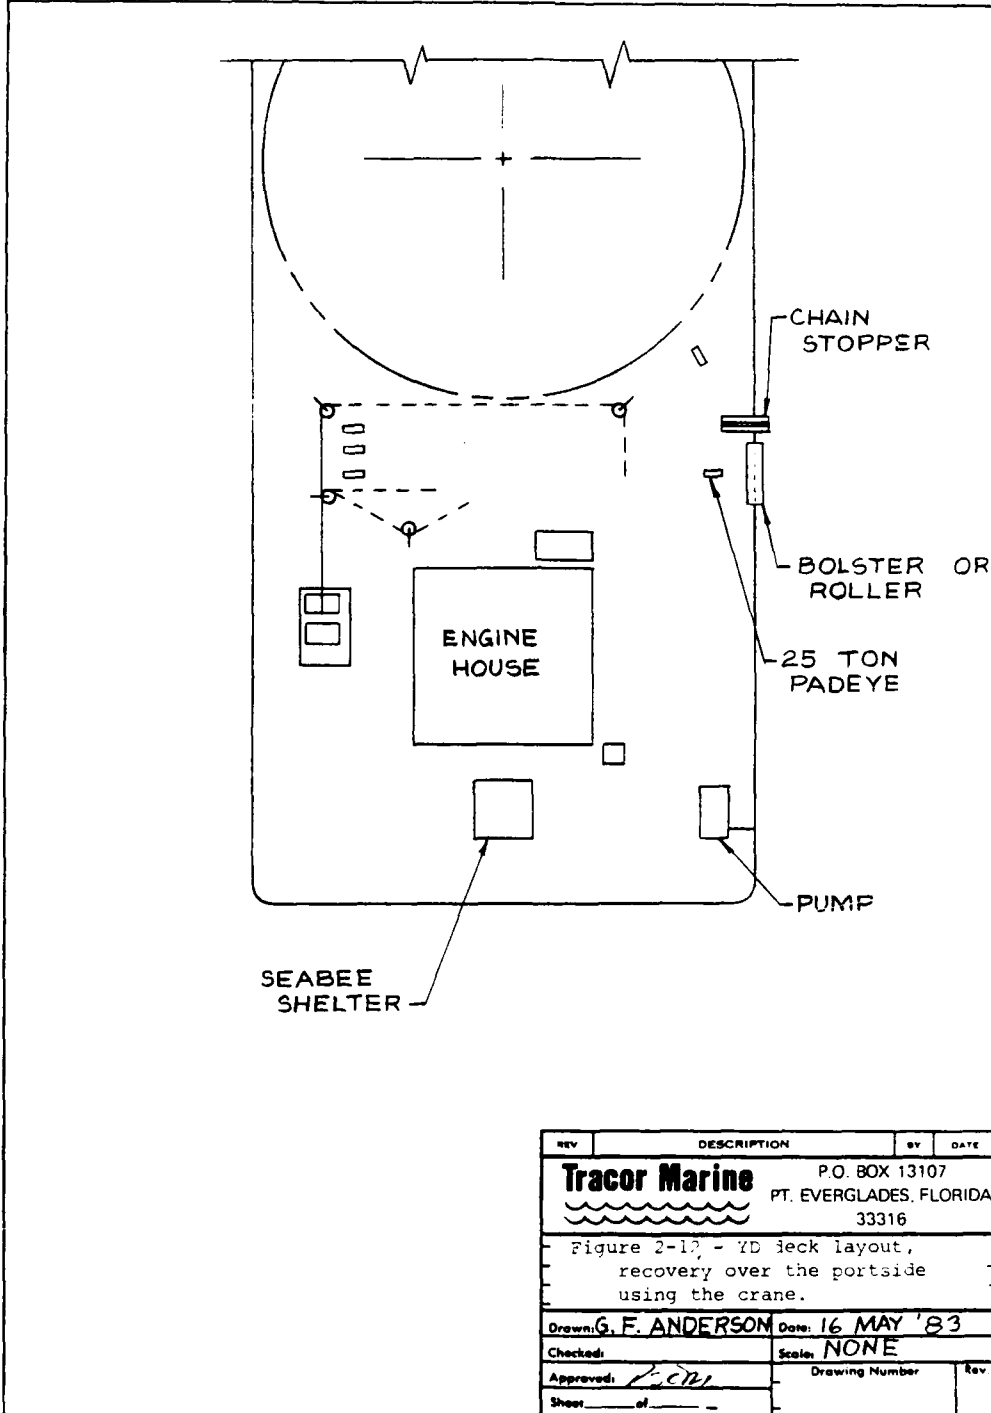 CHAIN
STOPPER
BOLSTER OR
ROLLER
ENGINE
HOUSE
25 TON
PADEYE
PUMP
SEABEE
SHELTER
REV DESCRIPTION BY DATE
Tracor Marine
P.O. BOX 13107
PT. EVERGLADES, FLORIDA
33316
Figure - YD deck layout,
recovery over the portside
using the crane.
Drawn: G. F. ANDERSON Date: 16 MAY '83
Checked: Scale: NONE
Approved: Drawing Number Rev.
Sheet of